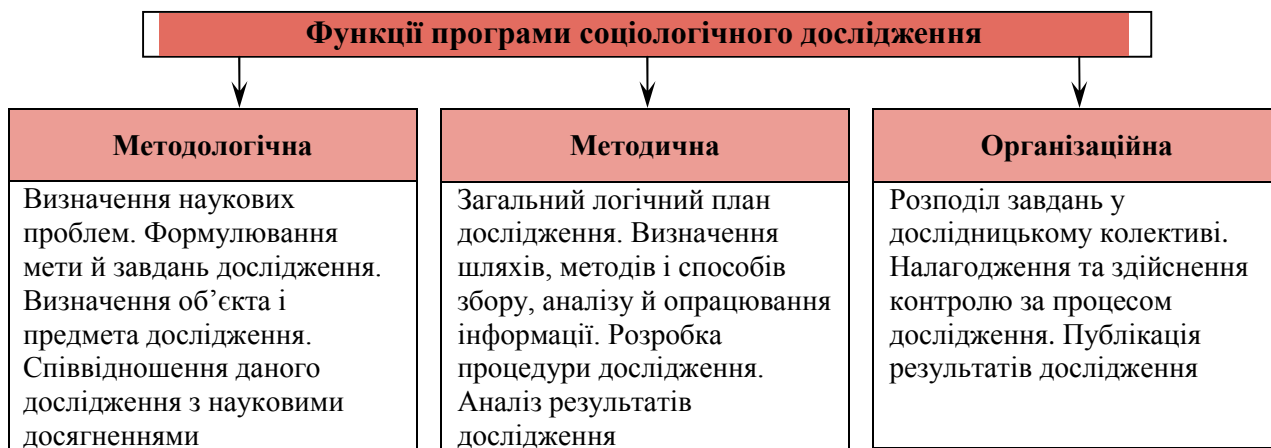 Функції програми соціологічного дослідження
Методологічна
Визначення наукових
проблем. Формулювання
мети й завдань дослідження.
Визначення об’єкта і
предмета дослідження.
Співвідношення даного
дослідження з науковими
досягненнями
Методична
Загальний логічний план
дослідження. Визначення
шляхів, методів і способів
збору, аналізу й опрацювання
інформації. Розробка
процедури дослідження.
Аналіз результатів
дослідження
Організаційна
Розподіл завдань у
дослідницькому колективі.
Налагодження та здійснення
контролю за процесом
дослідження. Публікація
результатів дослідження